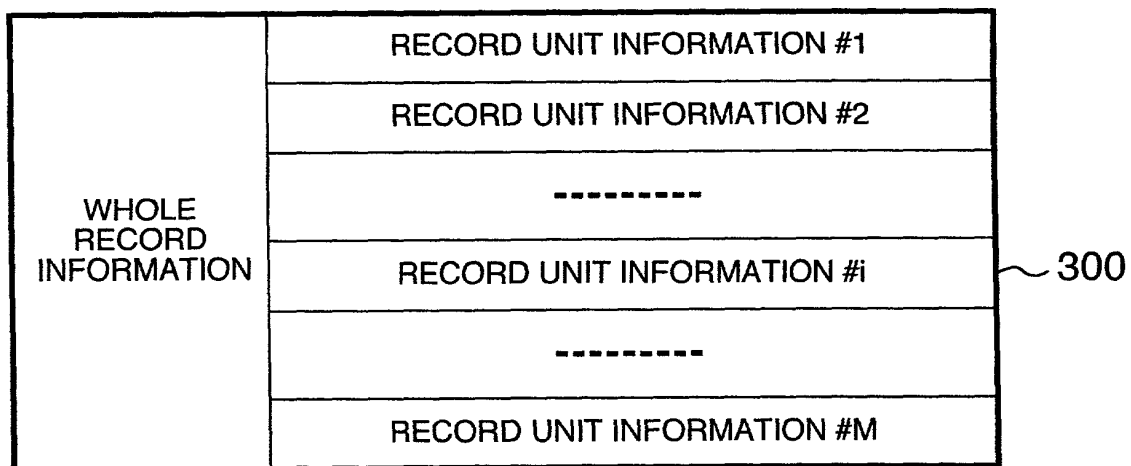 WHOLE
RECORD
INFORMATION
RECORD UNIT INFORMATION #1
RECORD UNIT INFORMATION #2
---------
RECORD UNIT INFORMATION #i
---------
RECORD UNIT INFORMATION #M
300